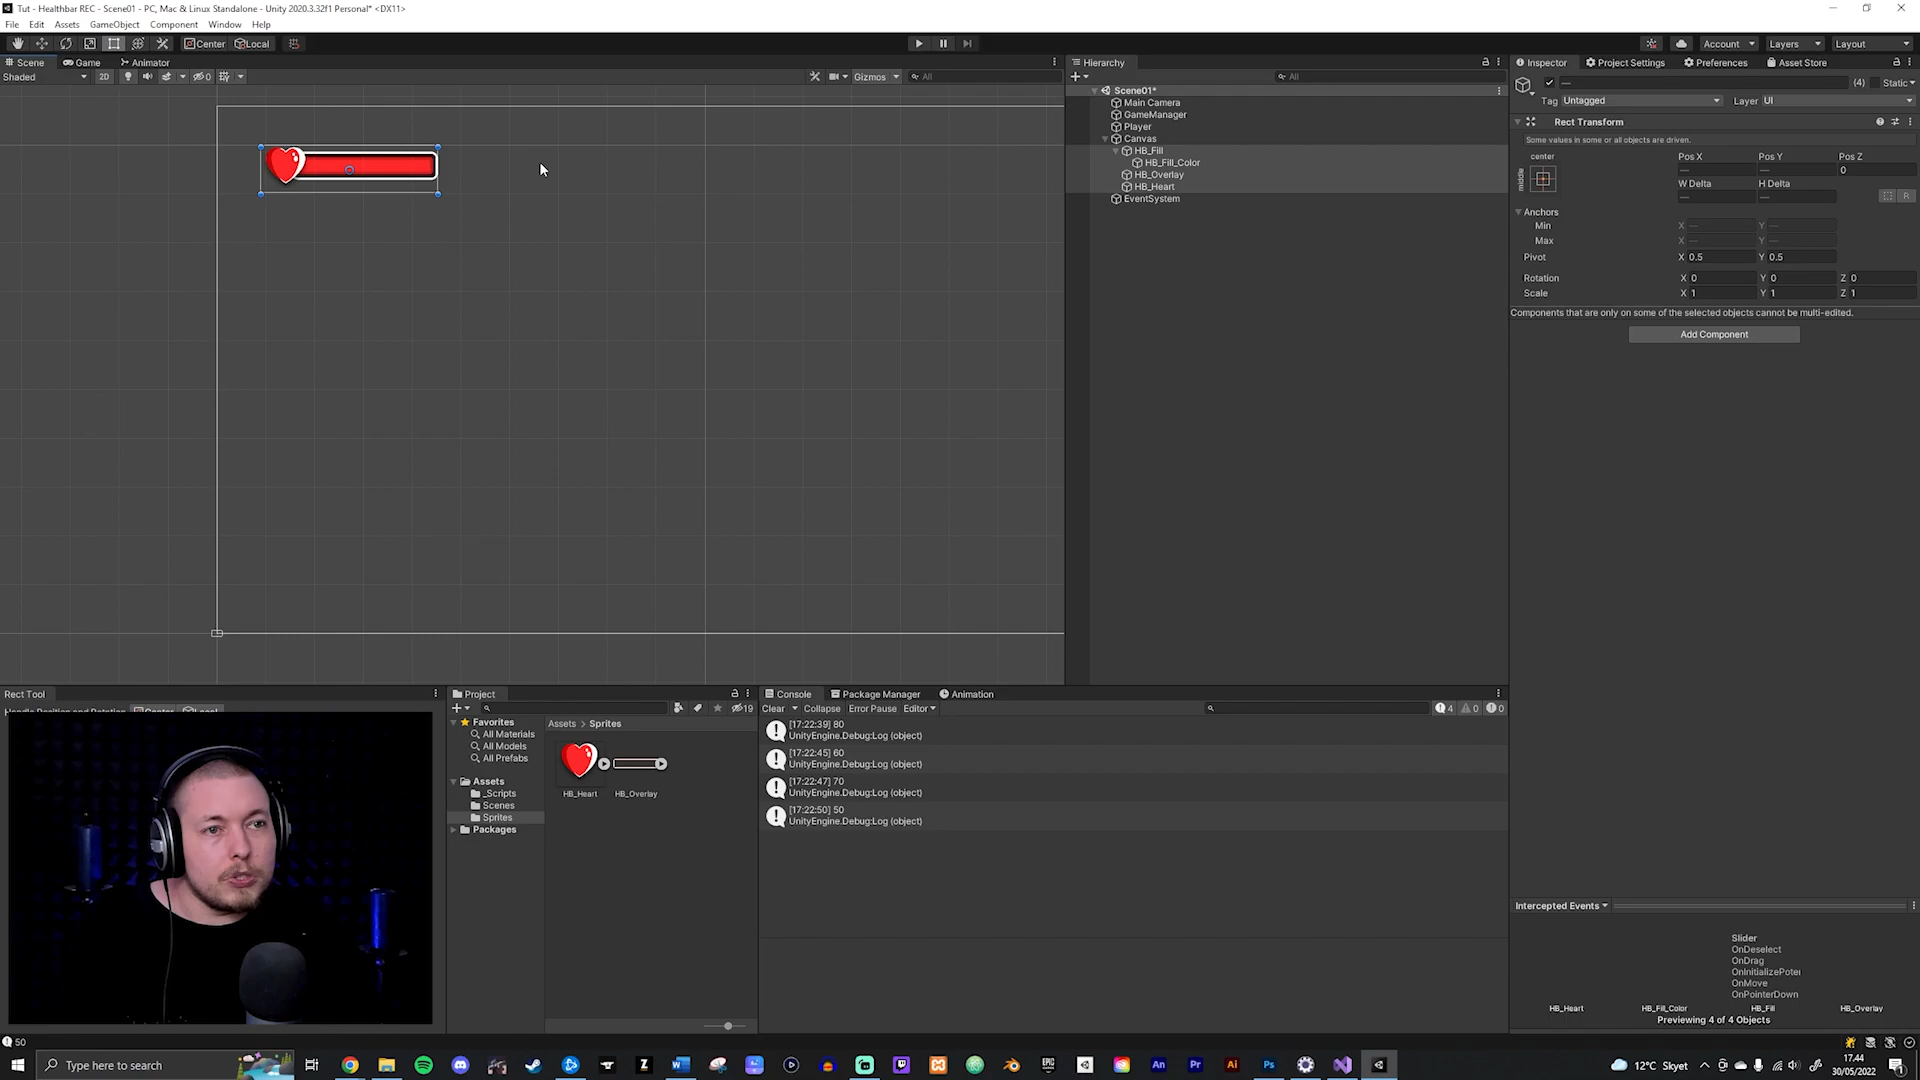 Tut - Healthbar REC - Scene01 - PC, Mac & Linux Standalone - Unity 2020.3.32f1 Personal* <DX11>
File Edit Assets GameObject Component Window Help
Center Local
Account Layers Layout
Scene Game Animator
Shaded 2D 0 Gizmos All
Hierarchy
All
Scene01*
Main Camera
GameManager
Player
Canvas
HB_Fill
HB_Fill_Color
HB_Overlay
HB_Heart
EventSystem
Inspector Project Settings Preferences Asset Store
— (4) Static
Tag Untagged Layer UI
Rect Transform
Some values in some or all objects are driven.
center Pos X Pos Y Pos Z
middle — — 0
W Delta H Delta
— — R
Anchors
Min X — Y —
Max X — Y —
Pivot X 0.5 Y 0.5
Rotation X 0 Y 0 Z 0
Scale X 1 Y 1 Z 1
Components that are only on some of the selected objects cannot be multi-edited.
Add Component
Rect Tool
Project
19
Favorites
All Materials
All Models
All Prefabs
Assets
_Scripts
Scenes
Sprites
Packages
Assets > Sprites
HB_Heart HB_Overlay
Console Package Manager Animation
Clear Collapse Error Pause Editor 4 0 0
[17:22:39] 80
UnityEngine.Debug:Log (object)
[17:22:45] 60
UnityEngine.Debug:Log (object)
[17:22:47] 70
UnityEngine.Debug:Log (object)
[17:22:50] 50
UnityEngine.Debug:Log (object)
Intercepted Events
Slider
OnDeselect
OnDrag
OnInitializePoter
OnMove
OnPointerDown
HB_Heart HB_Fill_Color HB_Fill HB_Overlay
Previewing 4 of 4 Objects
50
Type here to search
12°C Skyet
17.44
30/05/2022